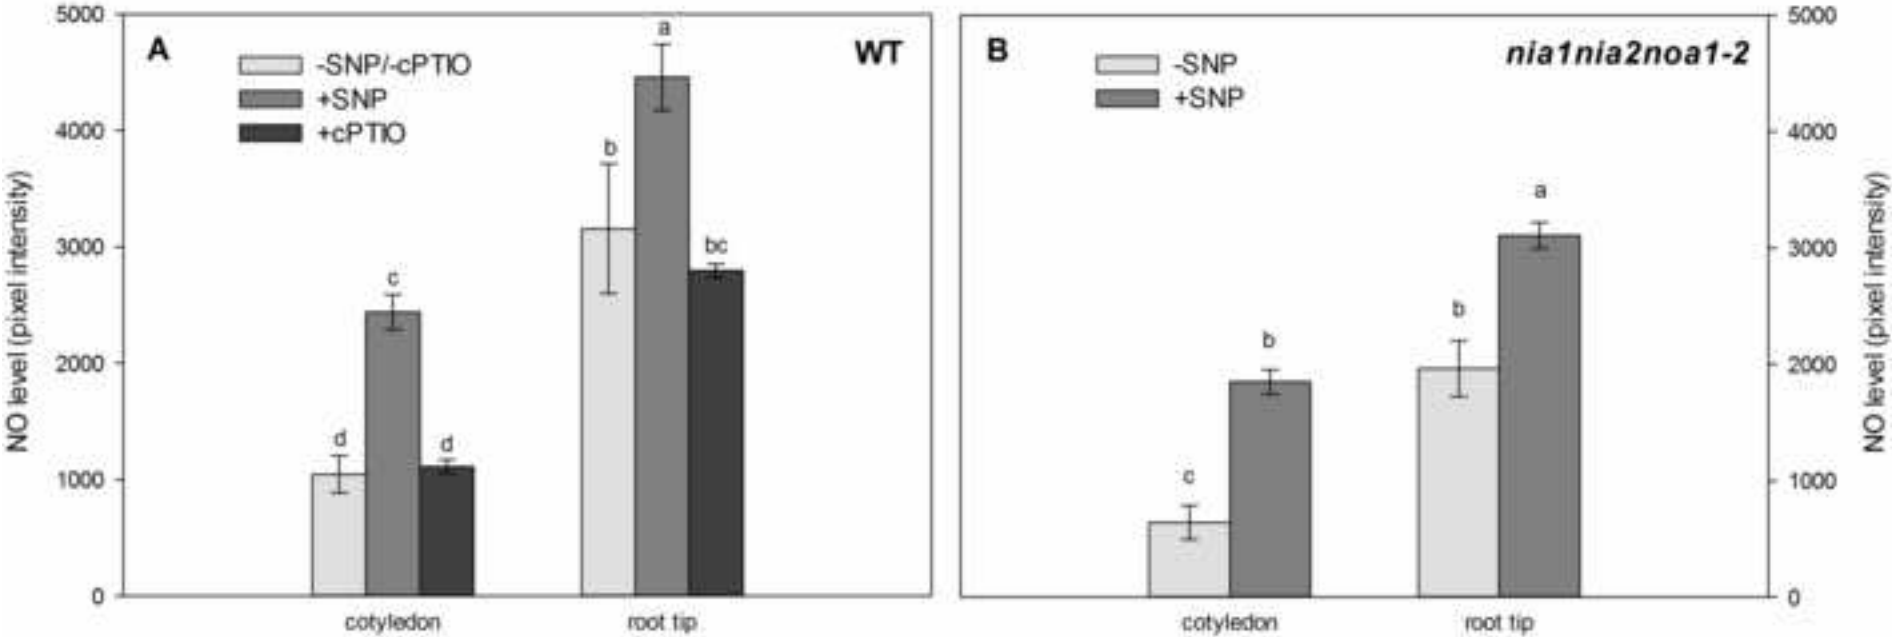 A
WT
-SNP/-cPTIO
+SNP
+cPTIO
NO level (pixel intensity)
5000
4000
3000
2000
1000
0
d
c
d
b
a
bc
cotyledon
root tip
B
nia1nia2noa1-2
-SNP
+SNP
c
b
b
a
cotyledon
root tip
5000
4000
3000
2000
1000
0
NO level (pixel intensity)